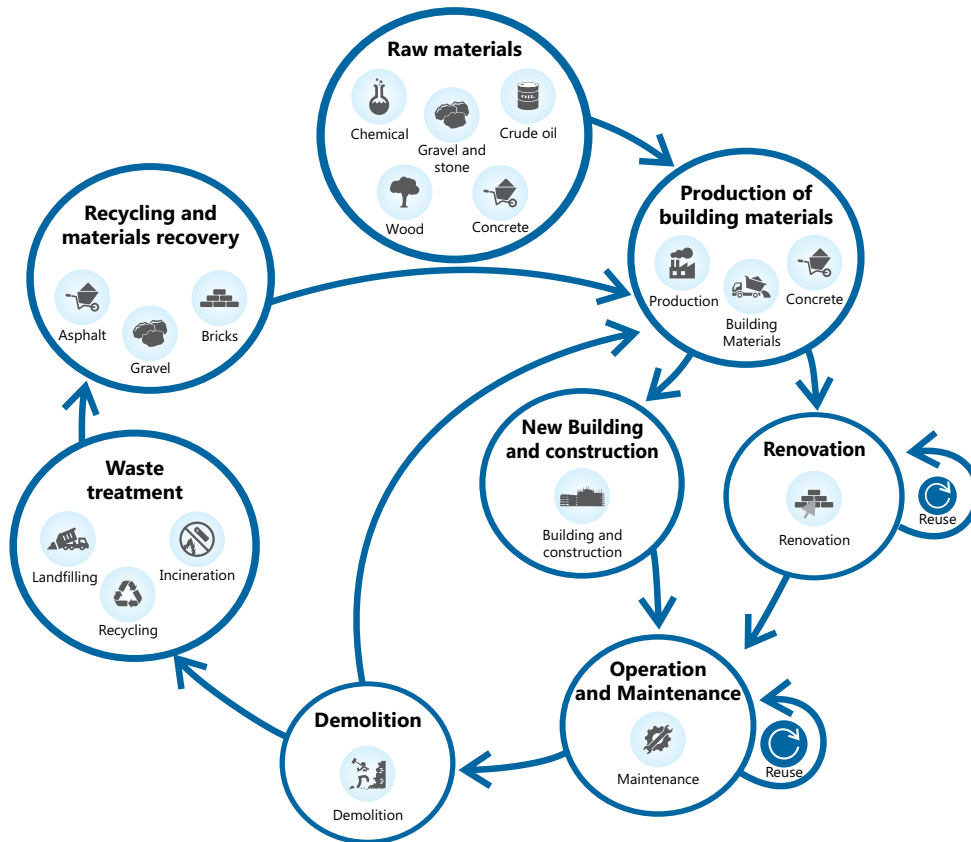 Raw materials
Chemical
Gravel and
stone
OIL
Crude oil
Wood
Concrete
Production of
building materials
Production
Building
Materials
Concrete
Recycling and
materials recovery
Asphalt
Gravel
Bricks
New Building
and construction
Building and
construction
Renovation
Renovation
Reuse
Waste
treatment
Landfilling
Recycling
Incineration
Operation
and Maintenance
Maintenance
Reuse
Demolition
Demolition